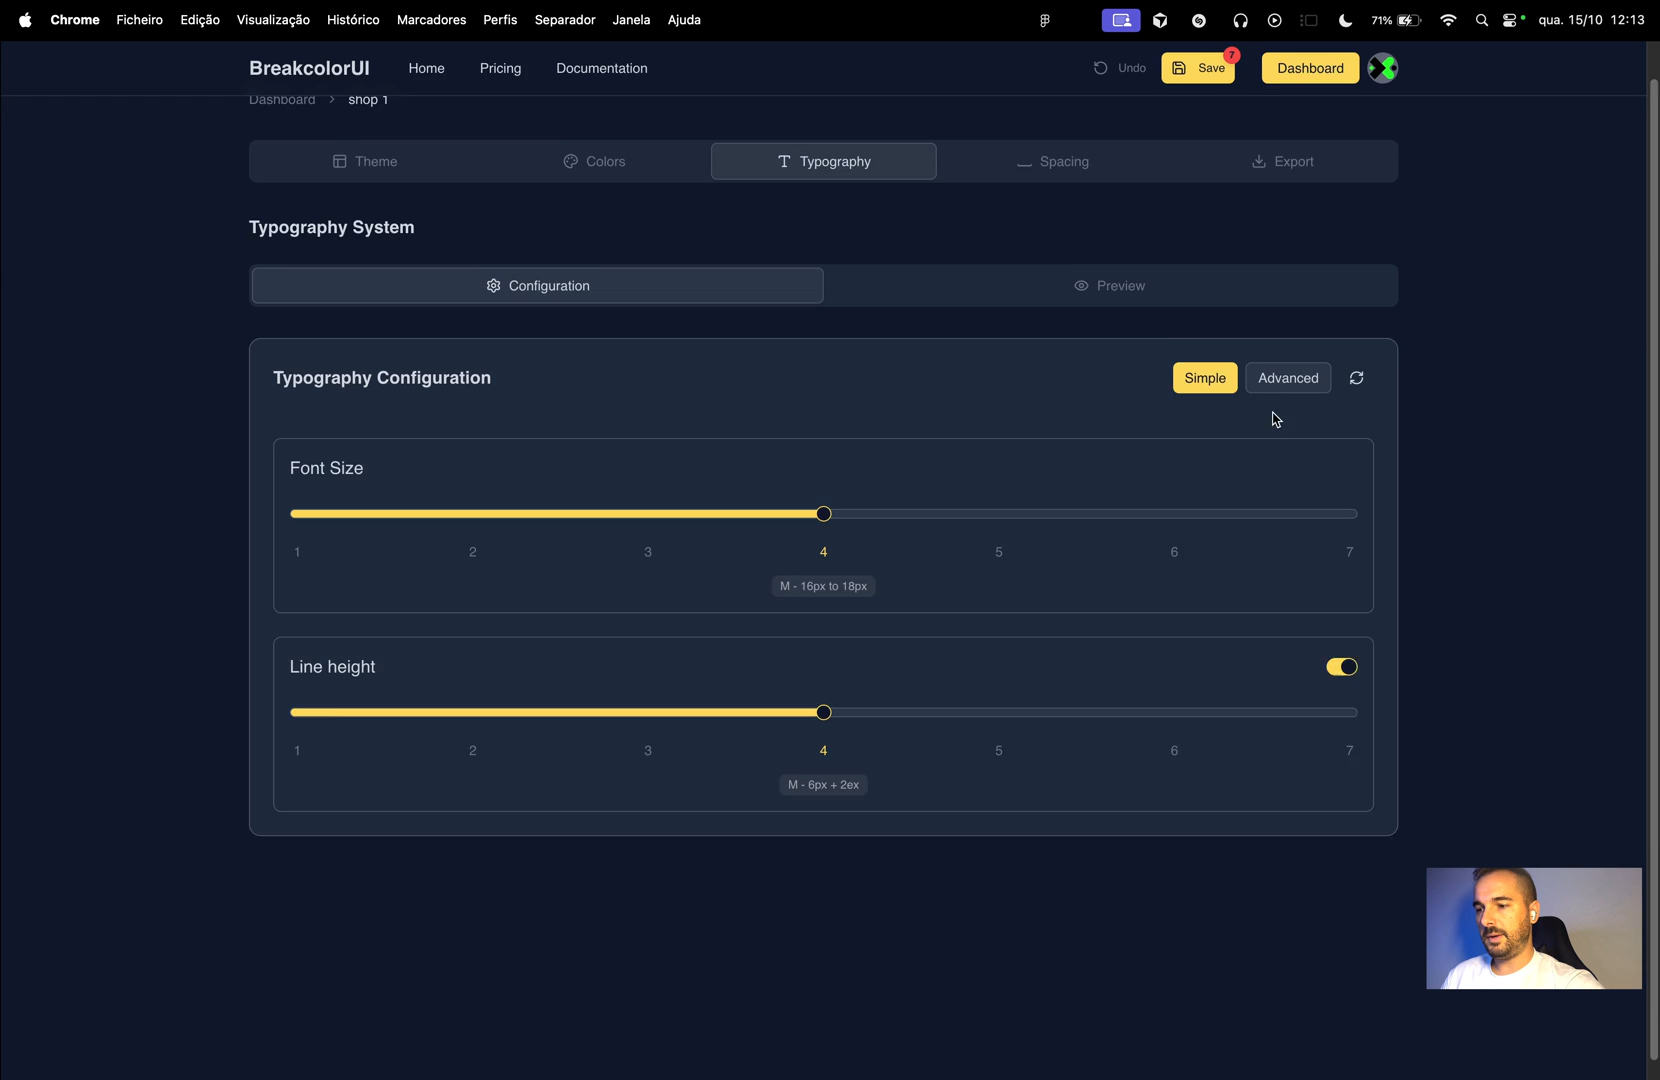 Chrome Ficheiro Edição Visualização Histórico Marcadores Perfis Separador Janela Ajuda 71% qua. 15/10 12:13
BreakcolorUI Home Pricing Documentation Undo Save 7 Dashboard
Dashboard > shop 1
Theme Colors Typography Spacing Export
Typography System
Configuration Preview
Typography Configuration Simple Advanced
Font Size
1 2 3 4 5 6 7
M - 16px to 18px
Line height
1 2 3 4 5 6 7
M - 6px + 2ex